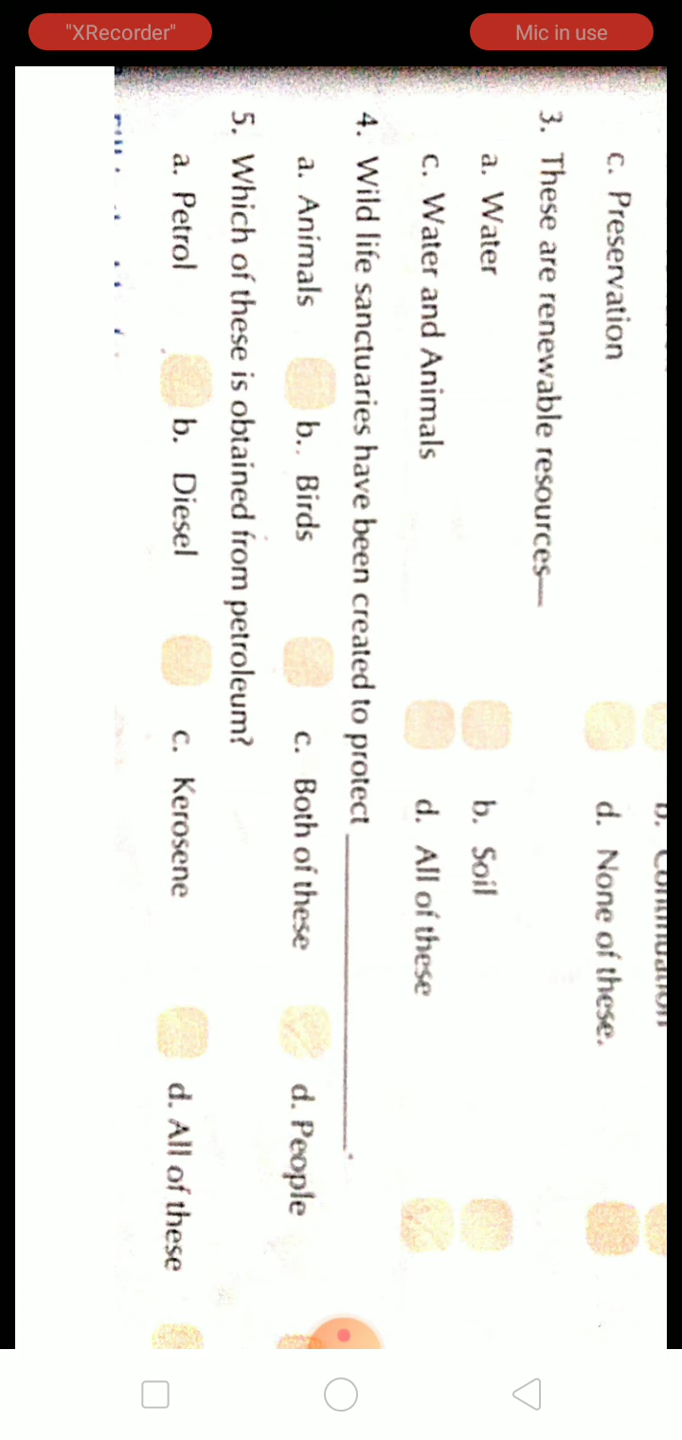 "XRecorder"
Mic in use
c. Preservation d. None of these.
3. These are renewable resources—
a. Water b. Soil
c. Water and Animals d. All of these
4. Wild life sanctuaries have been created to protect ____________.
a. Animals b. Birds c. Both of these d. People
5. Which of these is obtained from petroleum?
a. Petrol b. Diesel c. Kerosene d. All of these